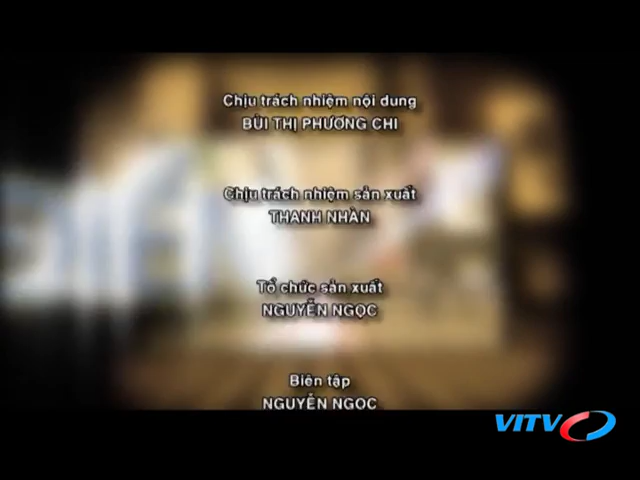 Chịu trách nhiệm nội dung
BÙI THỊ PHƯƠNG CHI
Chịu trách nhiệm sản xuất
THANH NHÀN
Tổ chức sản xuất
NGUYỄN NGỌC
Biên tập
NGUYỄN NGỌC
VITV